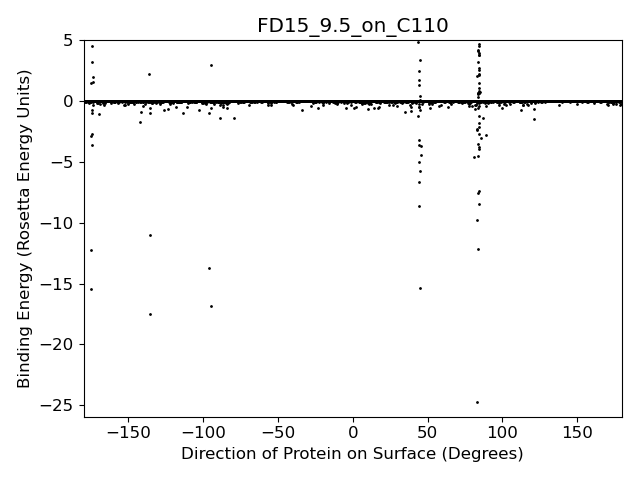 FD15_9.5_on_C110
Binding Energy (Rosetta Energy Units)
5
0
−5
−10
−15
−20
−25
−150 −100 −50 0 50 100 150
Direction of Protein on Surface (Degrees)